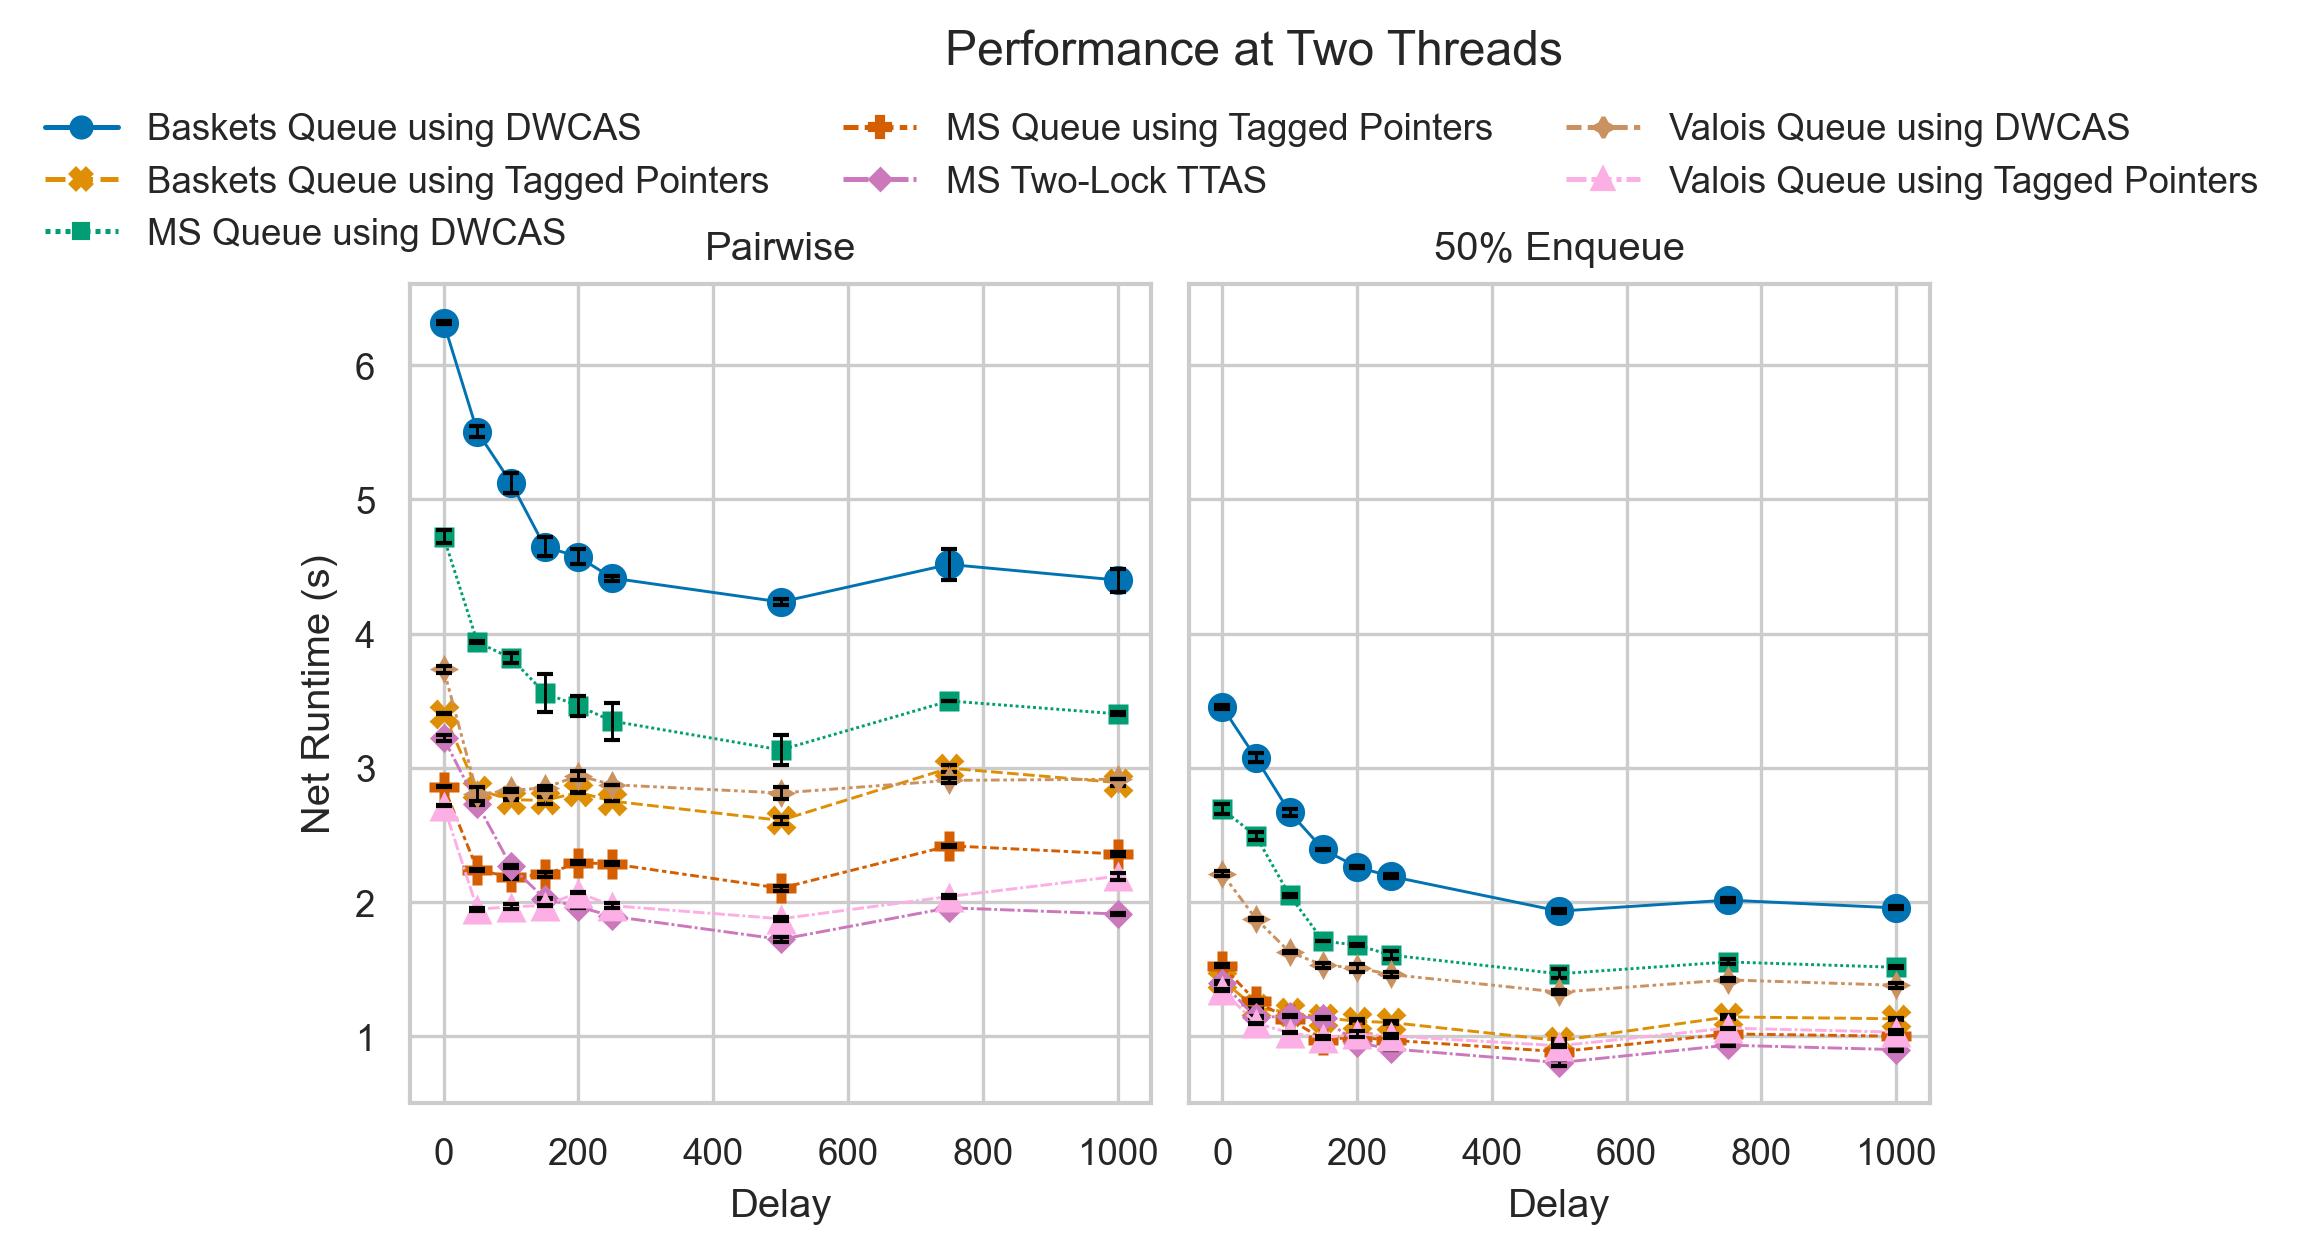 Performance at Two Threads
Baskets Queue using DWCAS
Baskets Queue using Tagged Pointers
MS Queue using DWCAS
MS Queue using Tagged Pointers
MS Two-Lock TTAS
Valois Queue using DWCAS
Valois Queue using Tagged Pointers
Pairwise
50% Enqueue
Net Runtime (s)
6
5
4
3
2
1
0 200 400 600 800 1000
0 200 400 600 800 1000
Delay
Delay